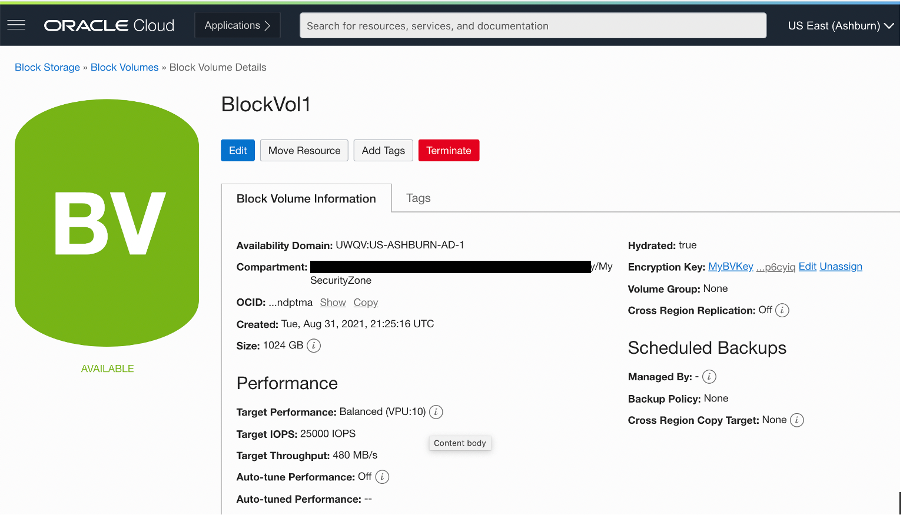 ORACLE Cloud
Applications >
Search for resources, services, and documentation
US East (Ashburn)
Block Storage » Block Volumes » Block Volume Details
BV
AVAILABLE
BlockVol1
Edit
Move Resource
Add Tags
Terminate
Block Volume Information
Tags
Availability Domain: UWQV:US-ASHBURN-AD-1
Compartment: y/My
SecurityZone
OCID: ...ndptma Show Copy
Created: Tue, Aug 31, 2021, 21:25:16 UTC
Size: 1024 GB i
Performance
Target Performance: Balanced (VPU:10) i
Target IOPS: 25000 IOPS
Target Throughput: 480 MB/s
Auto-tune Performance: Off i
Auto-tuned Performance: --
Content body
Hydrated: true
Encryption Key: MyBVKey ...p6cyiq Edit Unassign
Volume Group: None
Cross Region Replication: Off i
Scheduled Backups
Managed By: - i
Backup Policy: None
Cross Region Copy Target: None i